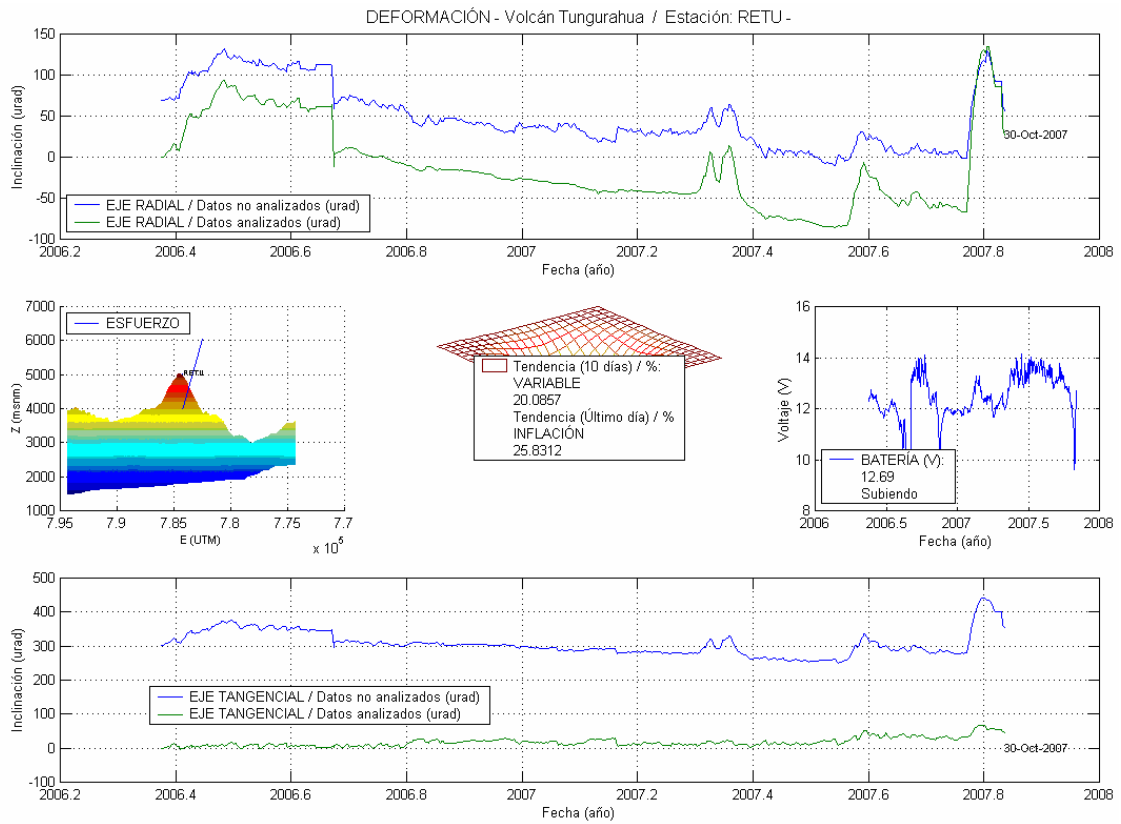 DEFORMACIÓN - Volcán Tungurahua / Estación: RETU -
Inclinación (urad)
150
100
50
0
-50
-100
EJE RADIAL / Datos no analizados (urad)
EJE RADIAL / Datos analizados (urad)
30-Oct-2007
2006.2 2006.4 2006.6 2006.8 2007 2007.2 2007.4 2007.6 2007.8 2008
Fecha (año)
Z (msnm)
7000
6000
5000
4000
3000
2000
1000
ESFUERZO
RETU
7.95 7.9 7.85 7.8 7.75 7.7
E (UTM)
x 10^5
Tendencia (10 días) / %:
VARIABLE
20.0857
Tendencia (Último día) / %
INFLACIÓN
25.8312
Voltaje (V)
16
14
12
10
8
BATERÍA (V):
12.69
Subiendo
2006 2006.5 2007 2007.5 2008
Fecha (año)
Inclinación (urad)
500
400
300
200
100
0
-100
EJE TANGENCIAL / Datos no analizados (urad)
EJE TANGENCIAL / Datos analizados (urad)
30-Oct-2007
2006.2 2006.4 2006.6 2006.8 2007 2007.2 2007.4 2007.6 2007.8 2008
Fecha (año)